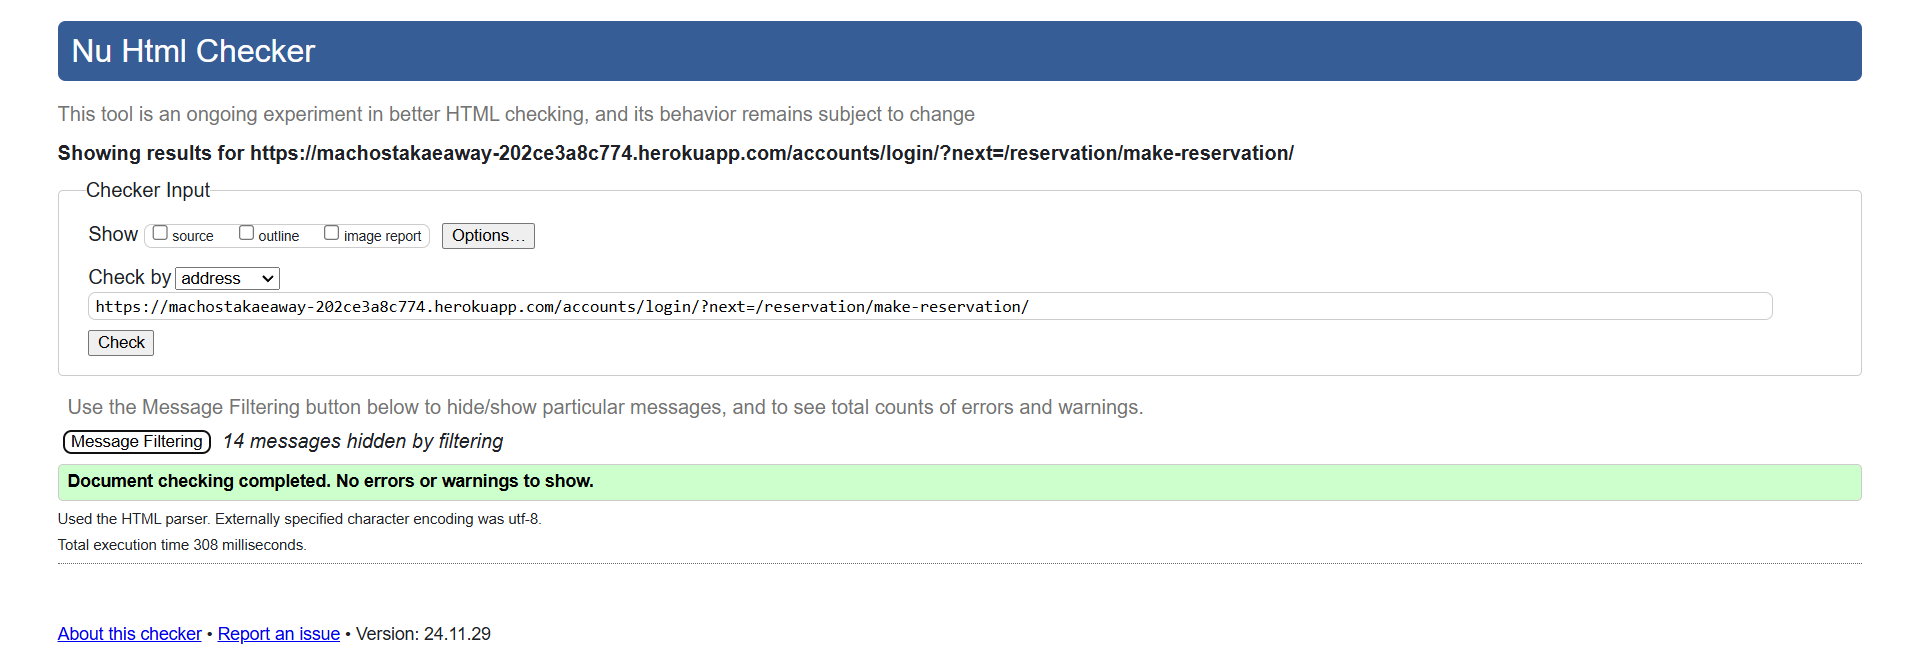 Nu Html Checker
This tool is an ongoing experiment in better HTML checking, and its behavior remains subject to change
Showing results for https://machostakaeaway-202ce3a8c774.herokuapp.com/accounts/login/?next=/reservation/make-reservation/
Checker Input
Show source outline image report Options...
Check by address
https://machostakaeaway-202ce3a8c774.herokuapp.com/accounts/login/?next=/reservation/make-reservation/
Check
Use the Message Filtering button below to hide/show particular messages, and to see total counts of errors and warnings.
Message Filtering 14 messages hidden by filtering
Document checking completed. No errors or warnings to show.
Used the HTML parser. Externally specified character encoding was utf-8.
Total execution time 308 milliseconds.
About this checker • Report an issue • Version: 24.11.29